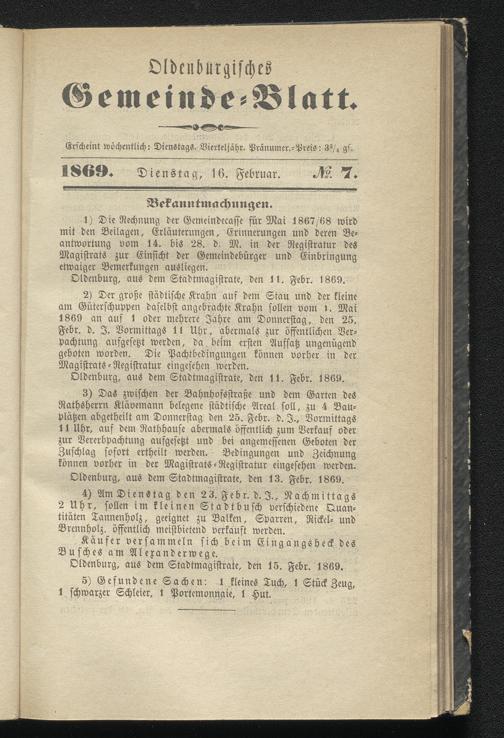 Oldenburgisches
Gemeinde-Blatt.
Erscheint wöchentlich: Dienstags. Vierteljähr. Pränumer.-Preis: 3¾ gſ.
1869. Dienstag, 16. Februar. № 7.
Bekanntmachungen.
1) Die Rechnung der Gemeindecasse für Mai 1867/68 wird
mit den Beilagen, Erläuterungen, Erinnerungen und deren Be-
antwortung vom 14. bis 28. d. M. in der Registratur des
Magistrats zur Einsicht der Gemeindebürger und Einbringung
etwaiger Bemerkungen ausliegen.
Oldenburg, aus dem Stadtmagistrate, den 11. Febr. 1869.
2) Der große städtische Krahn auf dem Stau und der kleine
am Güterschuppen daselbst angebrachte Krahn sollen vom 1. Mai
1869 an auf 1 oder mehrere Jahre am Donnerstag, den 25.
Febr. d. J. Vormittags 11 Uhr, abermals zur öffentlichen Ver-
pachtung aufgesetzt werden, da beim ersten Aufsatz ungenügend
geboten worden. Die Pachtbedingungen können vorher in der
Magistrats-Registratur eingesehen werden.
Oldenburg, aus dem Stadtmagistrate, den 11. Febr. 1869.
3) Das zwischen der Bahnhofsstraße und dem Garten des
Rathsherrn Klävemann belegene städtische Areal soll, zu 4 Bau-
plätzen abgetheilt am Donnerstag den 25. Febr. d. J., Vormittags
11 Uhr, auf dem Rathhause abermals öffentlich zum Verkauf oder
zur Vererbpachtung aufgesetzt und bei angemessenen Geboten der
Zuschlag sofort ertheilt werden. Bedingungen und Zeichnung
können vorher in der Magistrats-Registratur eingesehen werden.
Oldenburg, aus dem Stadtmagistrate, den 13. Febr. 1869.
4) Am Dienstag den 23. Febr. d. J., Nachmittags
2 Uhr, sollen im kleinen Stadtbusch verschiedene Quan-
titäten Tannenholz, geeignet zu Balken, Sparren, Rickel- und
Brennholz, öffentlich meistbietend verkauft werden.
Käufer versammeln sich beim Eingangsheck des
Busches am Alexanderwege.
Oldenburg, aus dem Stadtmagistrate, den 15. Febr. 1869.
5) Gefundene Sachen: 1 kleines Tuch, 1 Stück Zeug,
1 schwarzer Schleier, 1 Portemonnaie, 1 Hut.